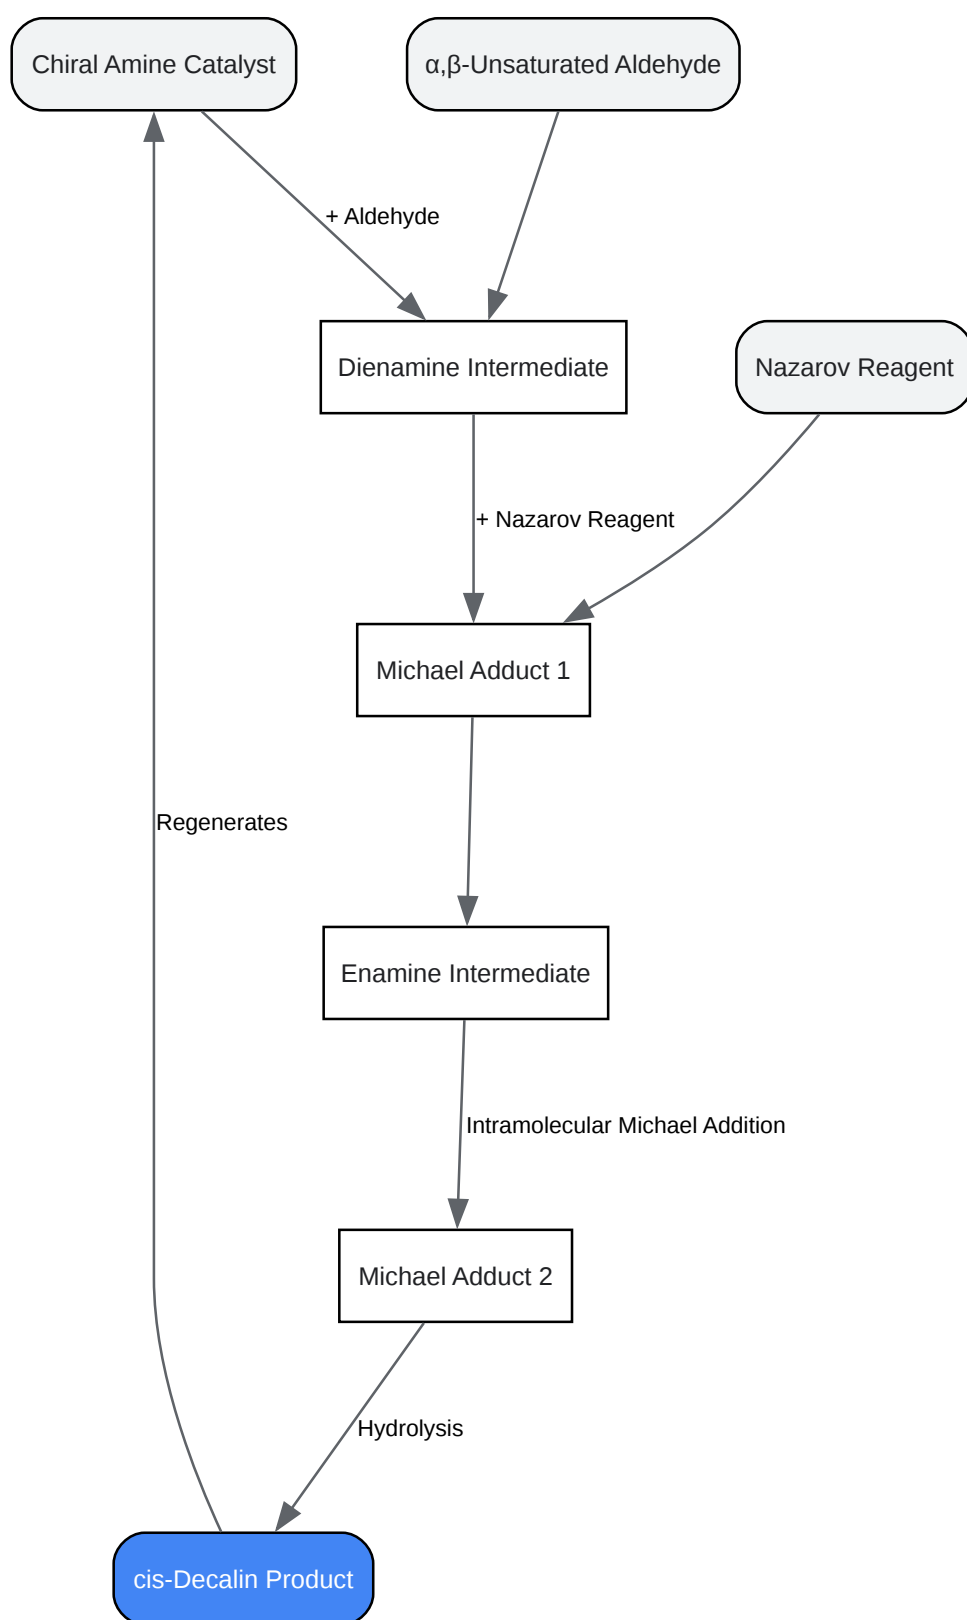 Chiral Amine Catalyst
α,β-Unsaturated Aldehyde
+ Aldehyde
Dienamine Intermediate
Nazarov Reagent
+ Nazarov Reagent
Michael Adduct 1
Regenerates
Enamine Intermediate
Intramolecular Michael Addition
Michael Adduct 2
Hydrolysis
cis-Decalin Product